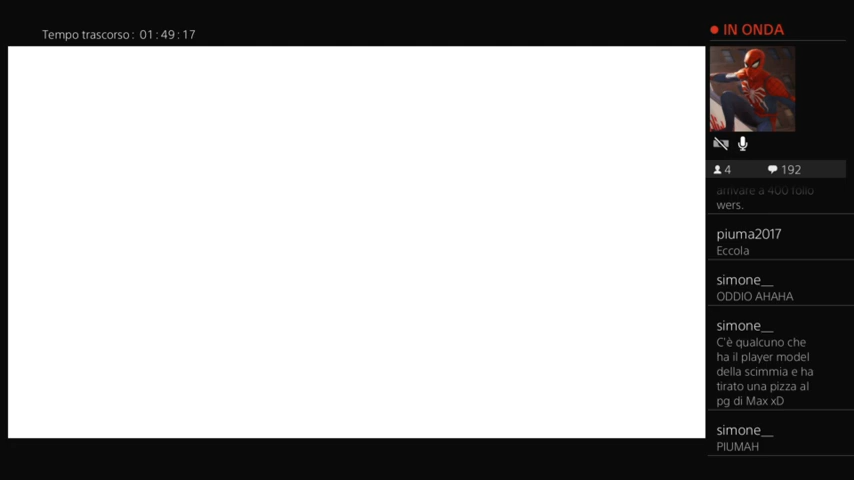 Tempo trascorso: 01:49:17
IN ONDA
4 192
arrivare a 400 follo
wers.
piuma2017
Eccola
simone__
ODDIO AHAHA
simone__
C'è qualcuno che
ha il player model
della scimmia e ha
tirato una pizza al
pg di Max xD
simone__
PIUMAH